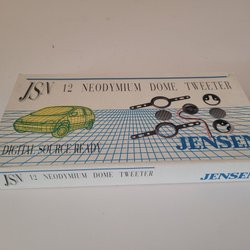 JSN 12 NEODYMIUM DOME TWEETER
DIGITAL SOURCE READY
JENSEN
JSN 12 NEODYMIUM DOME TWEETER
JENSEN